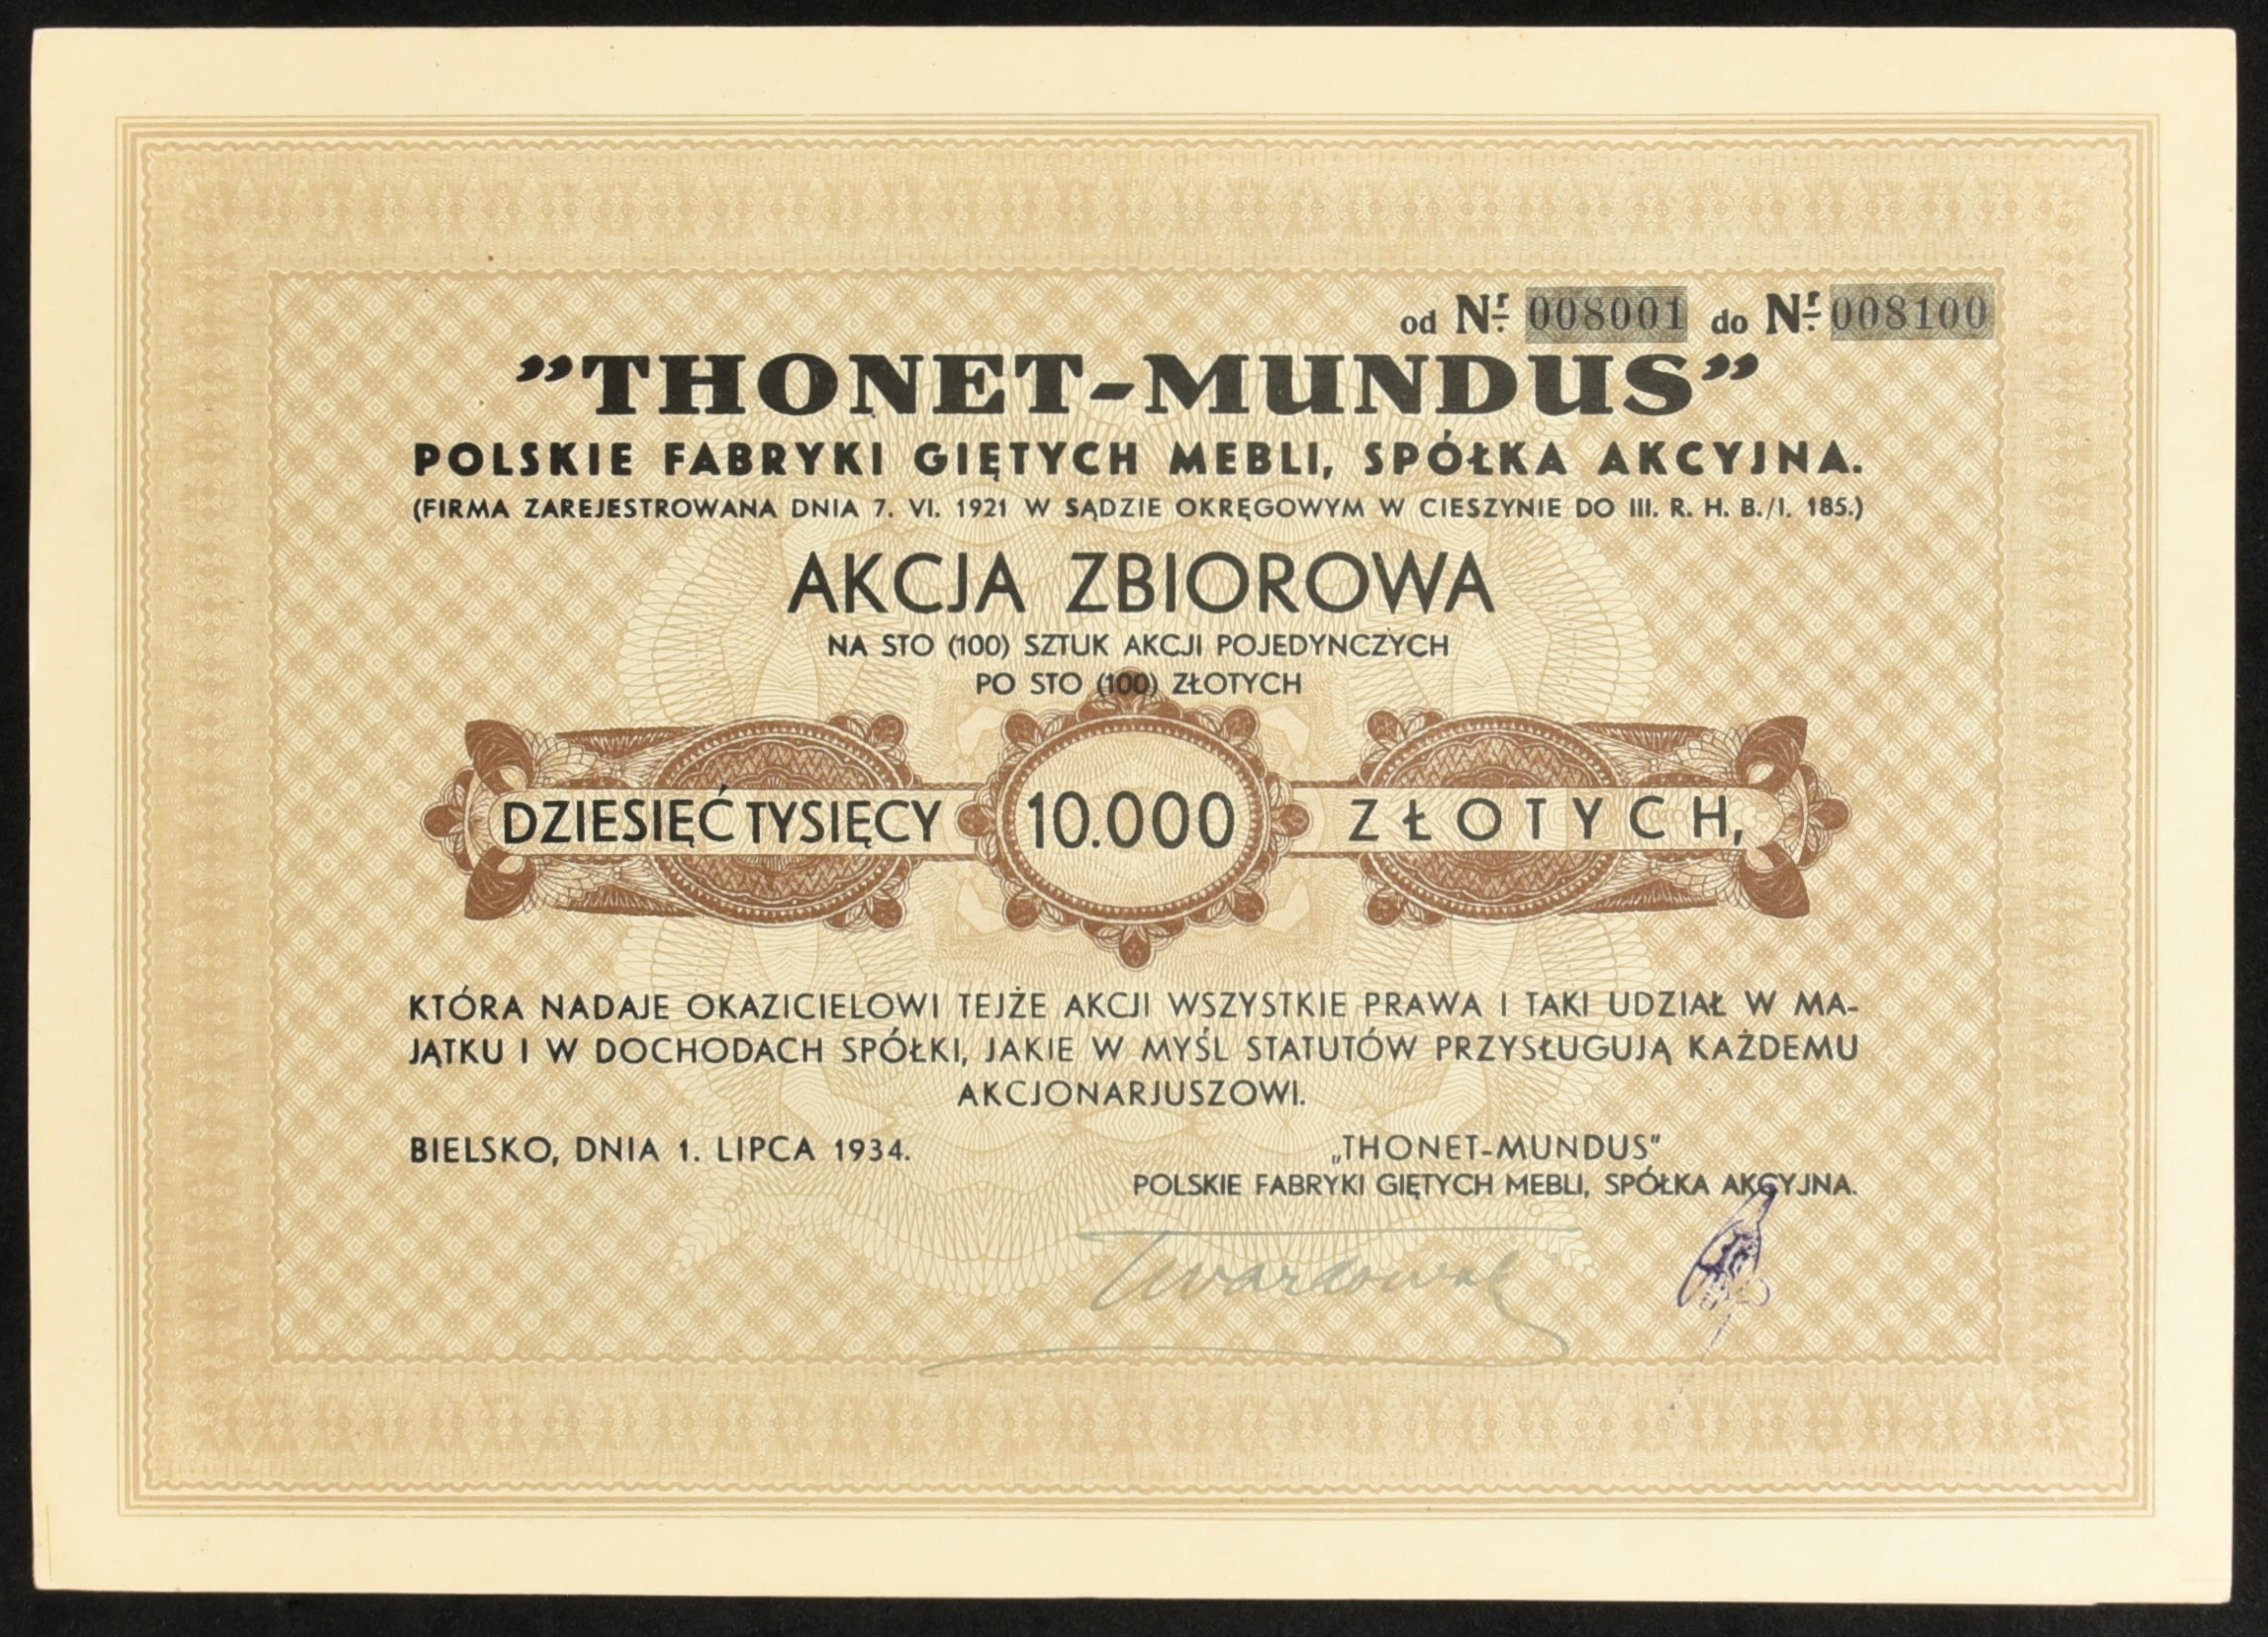 od Nr. 008001 do Nr. 008100
"THONET-MUNDUS"
POLSKIE FABRYKI GIĘTYCH MEBLI, SPÓŁKA AKCYJNA.
(FIRMA ZAREJESTROWANA DNIA 7. VI. 1921 W SĄDZIE OKRĘGOWYM W CIESZYNIE DO III. R. H. B./I. 185.)
AKCJA ZBIOROWA
NA STO (100) SZTUK AKCJI POJEDYNCZYCH
PO STO (100) ZŁOTYCH
DZIESIĘĆ TYSIĘCY 10.000 ZŁOTYCH,
KTÓRA NADAJE OKAZICIELOWI TEJŻE AKCJI WSZYSTKIE PRAWA I TAKI UDZIAŁ W MA-
JĄTKU I W DOCHODACH SPÓŁKI, JAKIE W MYŚL STATUTÓW PRZYSŁUGUJĄ KAŻDEMU
AKCJONARJUSZOWI.
BIELSKO, DNIA 1. LIPCA 1934.
„THONET-MUNDUS"
POLSKIE FABRYKI GIĘTYCH MEBLI, SPÓŁKA AKCYJNA.